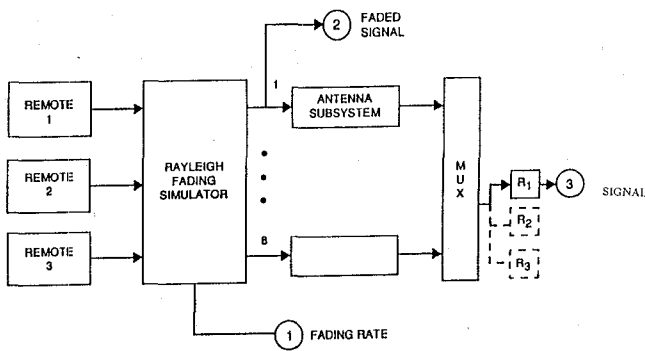 2
FADED
SIGNAL
REMOTE
1
REMOTE
2
REMOTE
3
RAYLEIGH
FADING
SIMULATOR
1
ANTENNA
SUBSYSTEM
8
M
U
X
R1
3
SIGNAL
R2
R3
1
FADING RATE